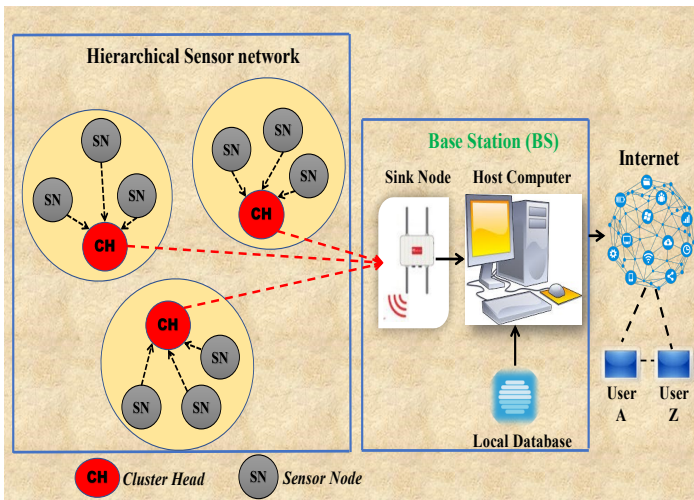 Hierarchical Sensor network
SN
SN
SN
CH
SN
SN
SN
CH
CH
SN
SN
SN
Base Station (BS)
Sink Node
Host Computer
Local Database
Internet
User
A
User
Z
CH
Cluster Head
SN
Sensor Node